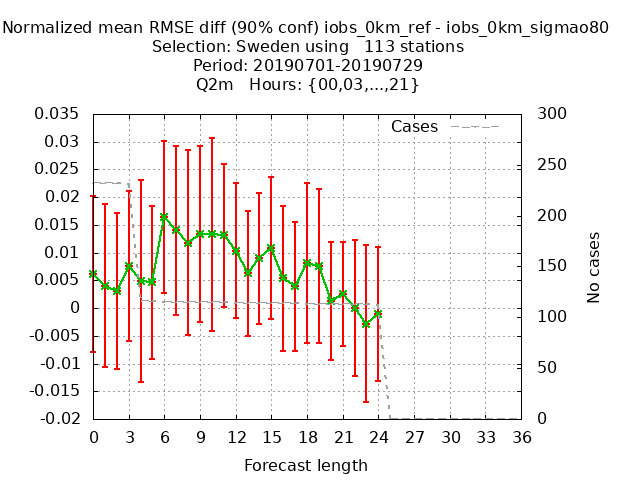 Normalized mean RMSE diff (90% conf) iobs_0km_ref - iobs_0km_sigmao80
Selection: Sweden using   113 stations
Period: 20190701-20190729
Q2m   Hours: {00,03,...,21}
0.035
0.03
0.025
0.02
0.015
0.01
0.005
0
-0.005
-0.01
-0.015
-0.02
Cases
300
250
200
150
100
50
0
No cases
0 3 6 9 12 15 18 21 24 27 30 33 36
Forecast length